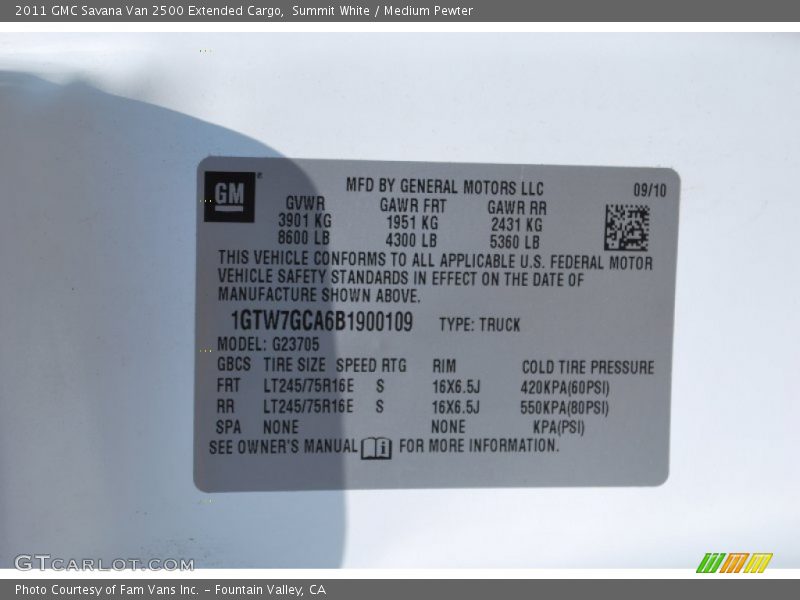 2011 GMC Savana Van 2500 Extended Cargo,  Summit White / Medium Pewter
GM®
MFD BY GENERAL MOTORS LLC 09/10
GVWR GAWR FRT GAWR RR
3901 KG 1951 KG 2431 KG
8600 LB 4300 LB 5360 LB
THIS VEHICLE CONFORMS TO ALL APPLICABLE U.S. FEDERAL MOTOR
VEHICLE SAFETY STANDARDS IN EFFECT ON THE DATE OF
MANUFACTURE SHOWN ABOVE.
1GTW7GCA6B1900109 TYPE: TRUCK
MODEL: G23705
GBCS TIRE SIZE SPEED RTG RIM COLD TIRE PRESSURE
FRT LT245/75R16E S 16X6.5J 420KPA(60PSI)
RR LT245/75R16E S 16X6.5J 550KPA(80PSI)
SPA NONE NONE KPA(PSI)
SEE OWNER'S MANUAL i FOR MORE INFORMATION.
GTCARLOT.COM
Photo Courtesy of Fam Vans Inc. – Fountain Valley, CA